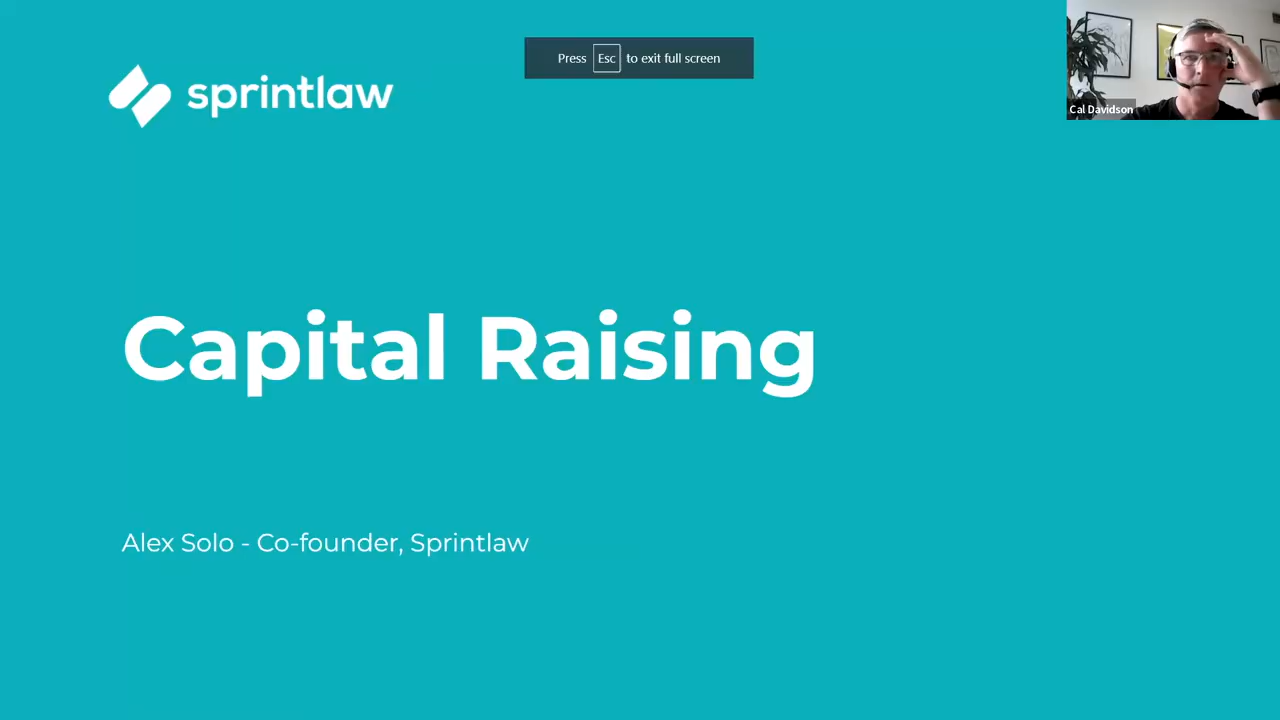 sprintlaw
Press Esc to exit full screen
Cal Davidson
Capital Raising
Alex Solo - Co-founder, Sprintlaw